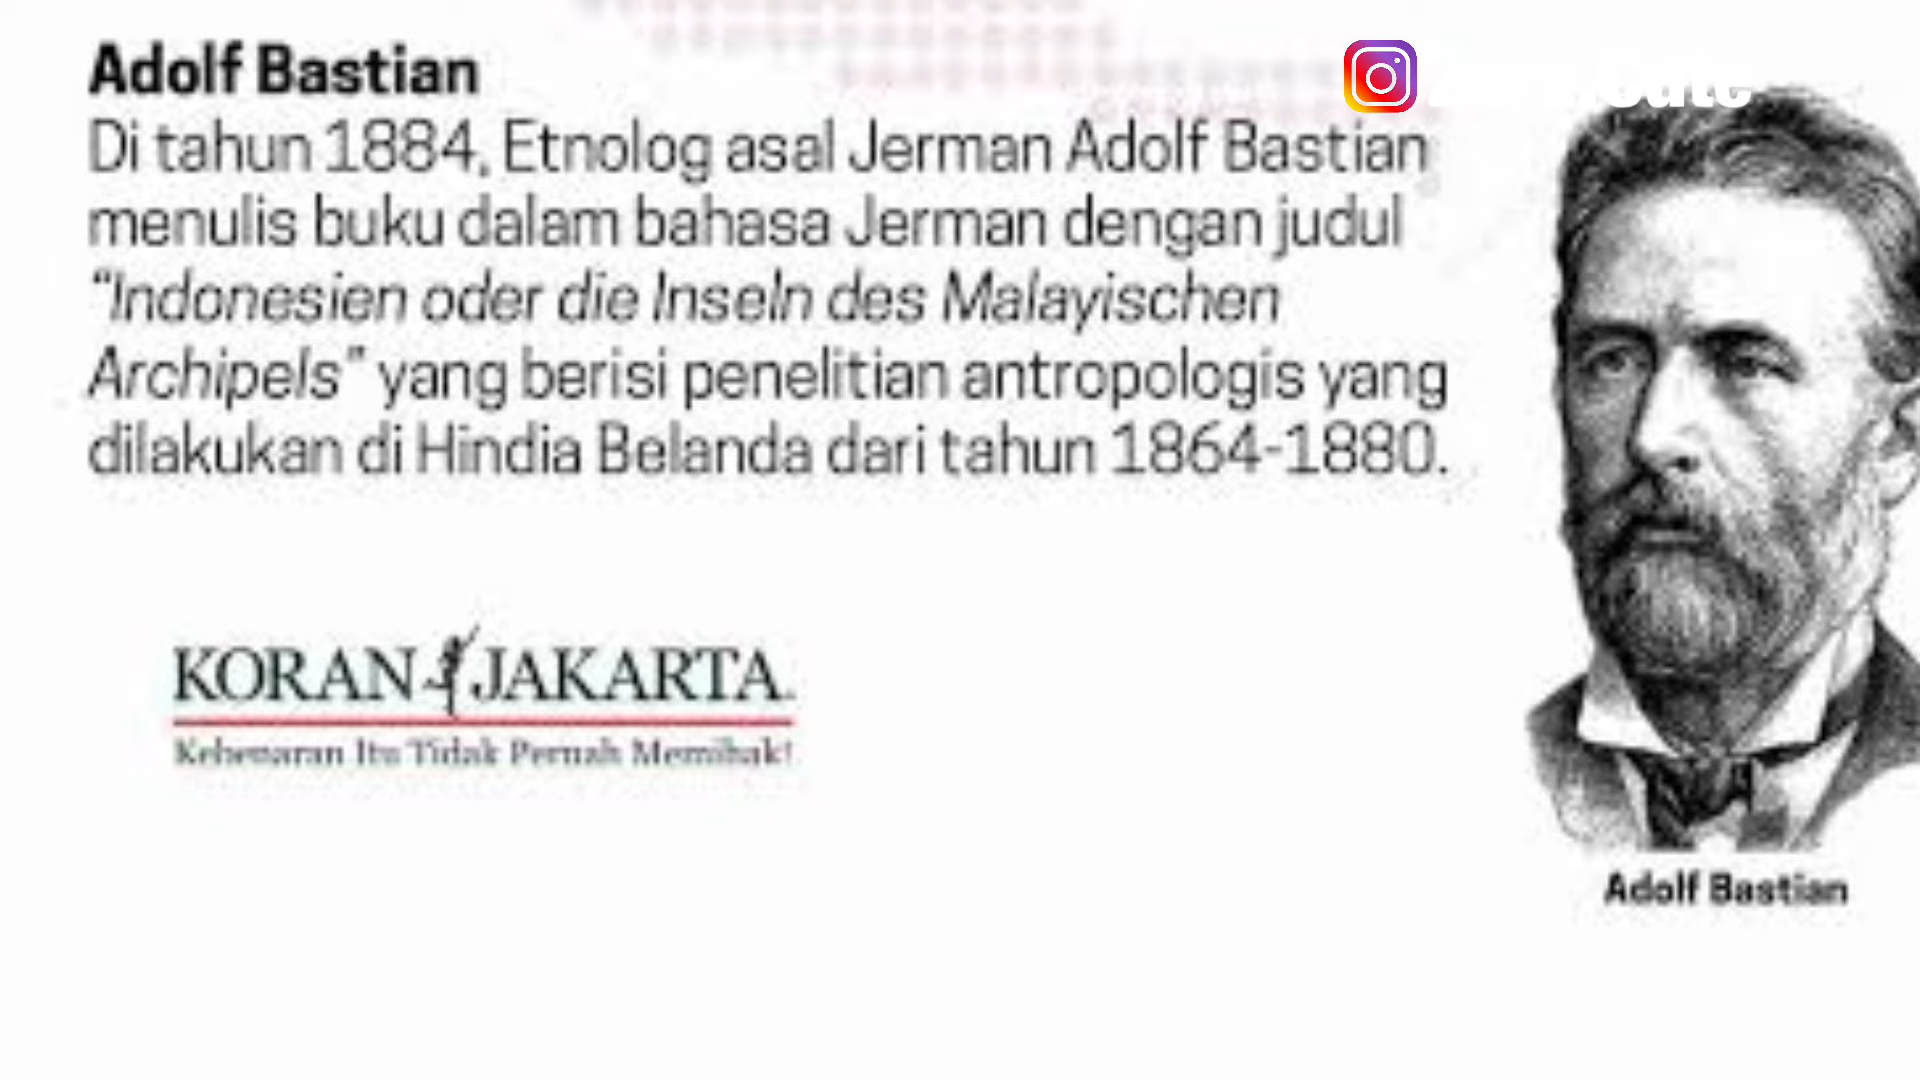 Adolf Bastian
Di tahun 1884, Etnolog asal Jerman Adolf Bastian
menulis buku dalam bahasa Jerman dengan judul
“Indonesien oder die Inseln des Malayischen
Archipels” yang berisi penelitian antropologis yang
dilakukan di Hindia Belanda dari tahun 1864-1880.
KORAN JAKARTA
Kebenaran Itu Tidak Pernah Memihak!
Adolf Bastian